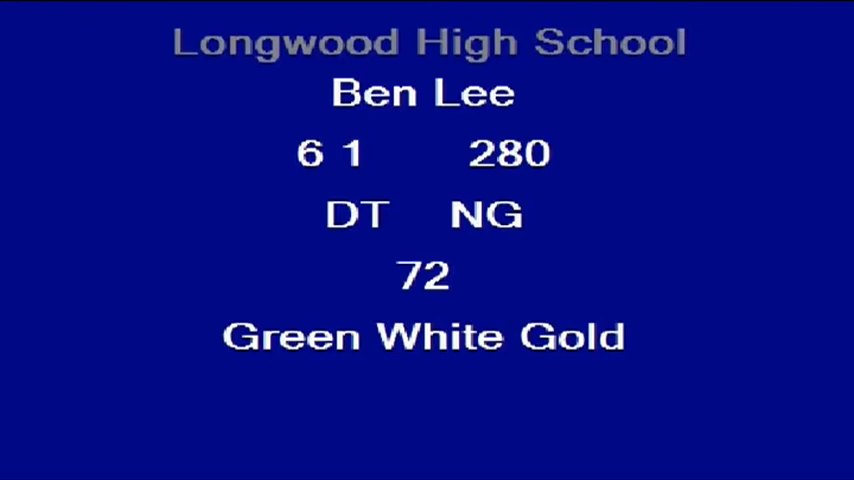 Longwood High School
Ben Lee
6 1 280
DT NG
72
Green White Gold